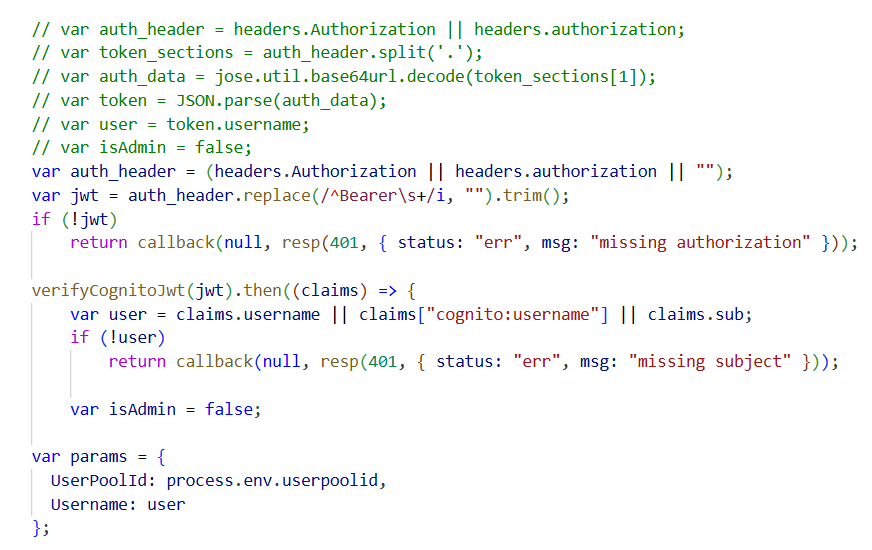 // var auth_header = headers.Authorization || headers.authorization;
// var token_sections = auth_header.split('.');
// var auth_data = jose.util.base64url.decode(token_sections[1]);
// var token = JSON.parse(auth_data);
// var user = token.username;
// var isAdmin = false;
var auth_header = (headers.Authorization || headers.authorization || "");
var jwt = auth_header.replace(/^Bearer\s+/i, "").trim();
if (!jwt)
    return callback(null, resp(401, { status: "err", msg: "missing authorization" }));
verifyCognitoJwt(jwt).then((claims) => {
    var user = claims.username || claims["cognito:username"] || claims.sub;
    if (!user)
        return callback(null, resp(401, { status: "err", msg: "missing subject" }));
    var isAdmin = false;
var params = {
  UserPoolId: process.env.userpoolid,
  Username: user
};